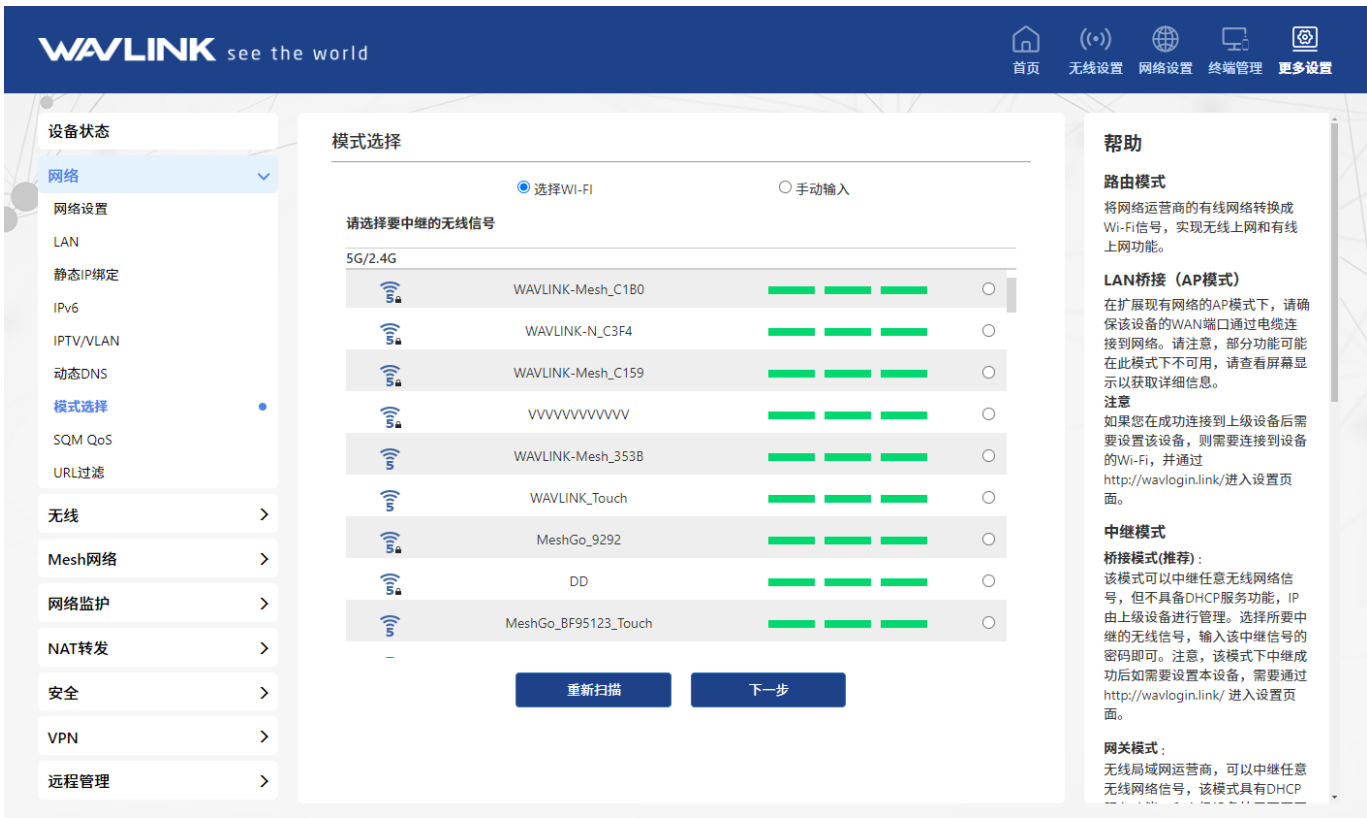 WAVLINK see the world
首页
无线设置
网络设置
终端管理
更多设置
设备状态
网络
网络设置
LAN
静态IP绑定
IPv6
IPTV/VLAN
动态DNS
模式选择
SQM QoS
URL过滤
无线
Mesh网络
网络监护
NAT转发
安全
VPN
远程管理
模式选择
选择WI-FI
手动输入
请选择要中继的无线信号
5G/2.4G
5 WAVLINK-Mesh_C1B0
5 WAVLINK-N_C3F4
5 WAVLINK-Mesh_C159
5 VVVVVVVVVVVV
5 WAVLINK-Mesh_353B
5 WAVLINK_Touch
5 MeshGo_9292
5 DD
5 MeshGo_BF95123_Touch
重新扫描
下一步
帮助
路由模式
将网络运营商的有线网络转换成
Wi-Fi信号，实现无线上网和有线
上网功能。
LAN桥接（AP模式）
在扩展现有网络的AP模式下，请确
保该设备的WAN端口通过电缆连
接到网络。请注意，部分功能可能
在此模式下不可用，请查看屏幕显
示以获取详细信息。
注意
如果您在成功连接到上级设备后需
要设置该设备，则需要连接到设备
的Wi-Fi，并通过
http://wavlogin.link/进入设置页
面。
中继模式
桥接模式(推荐)：
该模式可以中继任意无线网络信
号，但不具备DHCP服务功能，IP
由上级设备进行管理。选择所要中
继的无线信号，输入该中继信号的
密码即可。注意，该模式下中继成
功后如需要设置本设备，需要通过
http://wavlogin.link/ 进入设置页
面。
网关模式：
无线局域网运营商，可以中继任意
无线网络信号，该模式具有DHCP